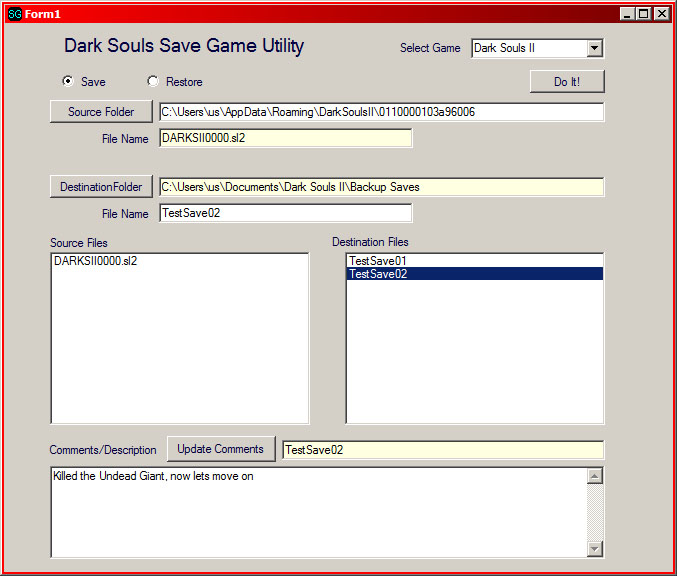 SG Form1
Dark Souls Save Game Utility
Select Game Dark Souls II
Save Restore Do It!
Source Folder C:\Users\us\AppData\Roaming\DarkSoulsII\0110000103a96006
File Name DARKSII0000.sl2
DestinationFolder C:\Users\us\Documents\Dark Souls II\Backup Saves
File Name TestSave02
Source Files
DARKSII0000.sl2
Destination Files
TestSave01
TestSave02
Comments/Description Update Comments TestSave02
Killed the Undead Giant, now lets move on